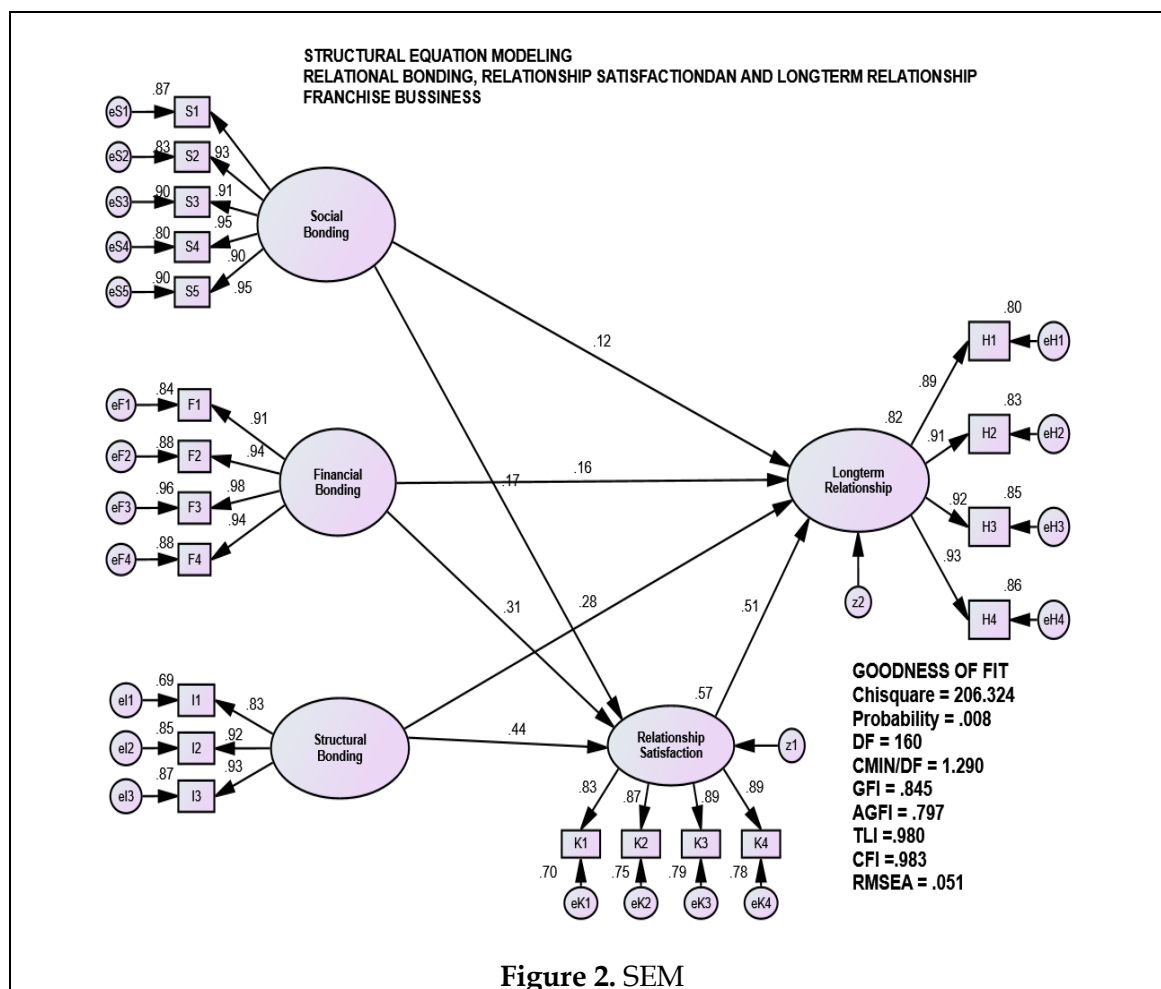 STRUCTURAL EQUATION MODELING
RELATIONAL BONDING, RELATIONSHIP SATISFACTIONDAN AND LONGTERM RELATIONSHIP
FRANCHISE BUSSINESS
.87
eS1
S1
.93
eS2
.83
S2
.91
eS3
.90
S3
.95
eS4
.80
S4
.90
eS5
.90
S5
.95
Social
Bonding
.12
.17
eF1
.84
F1
.91
eF2
.88
F2
.94
eF3
.96
F3
.98
eF4
.88
F4
.94
Financial
Bonding
.16
.31
eI1
.69
I1
.83
eI2
.85
I2
.92
eI3
.87
I3
.93
Structural
Bonding
.28
.44
.82
Longterm
Relationship
z2
.51
.80
.89
H1
eH1
.83
.91
H2
eH2
.85
.92
H3
eH3
.86
.93
H4
eH4
.57
Relationship
Satisfaction
z1
.83
.87
.89
.89
K1
K2
K3
K4
.70
.75
.79
.78
eK1
eK2
eK3
eK4
GOODNESS OF FIT
Chisquare = 206.324
Probability = .008
DF = 160
CMIN/DF = 1.290
GFI = .845
AGFI = .797
TLI =.980
CFI =.983
RMSEA = .051
Figure 2. SEM